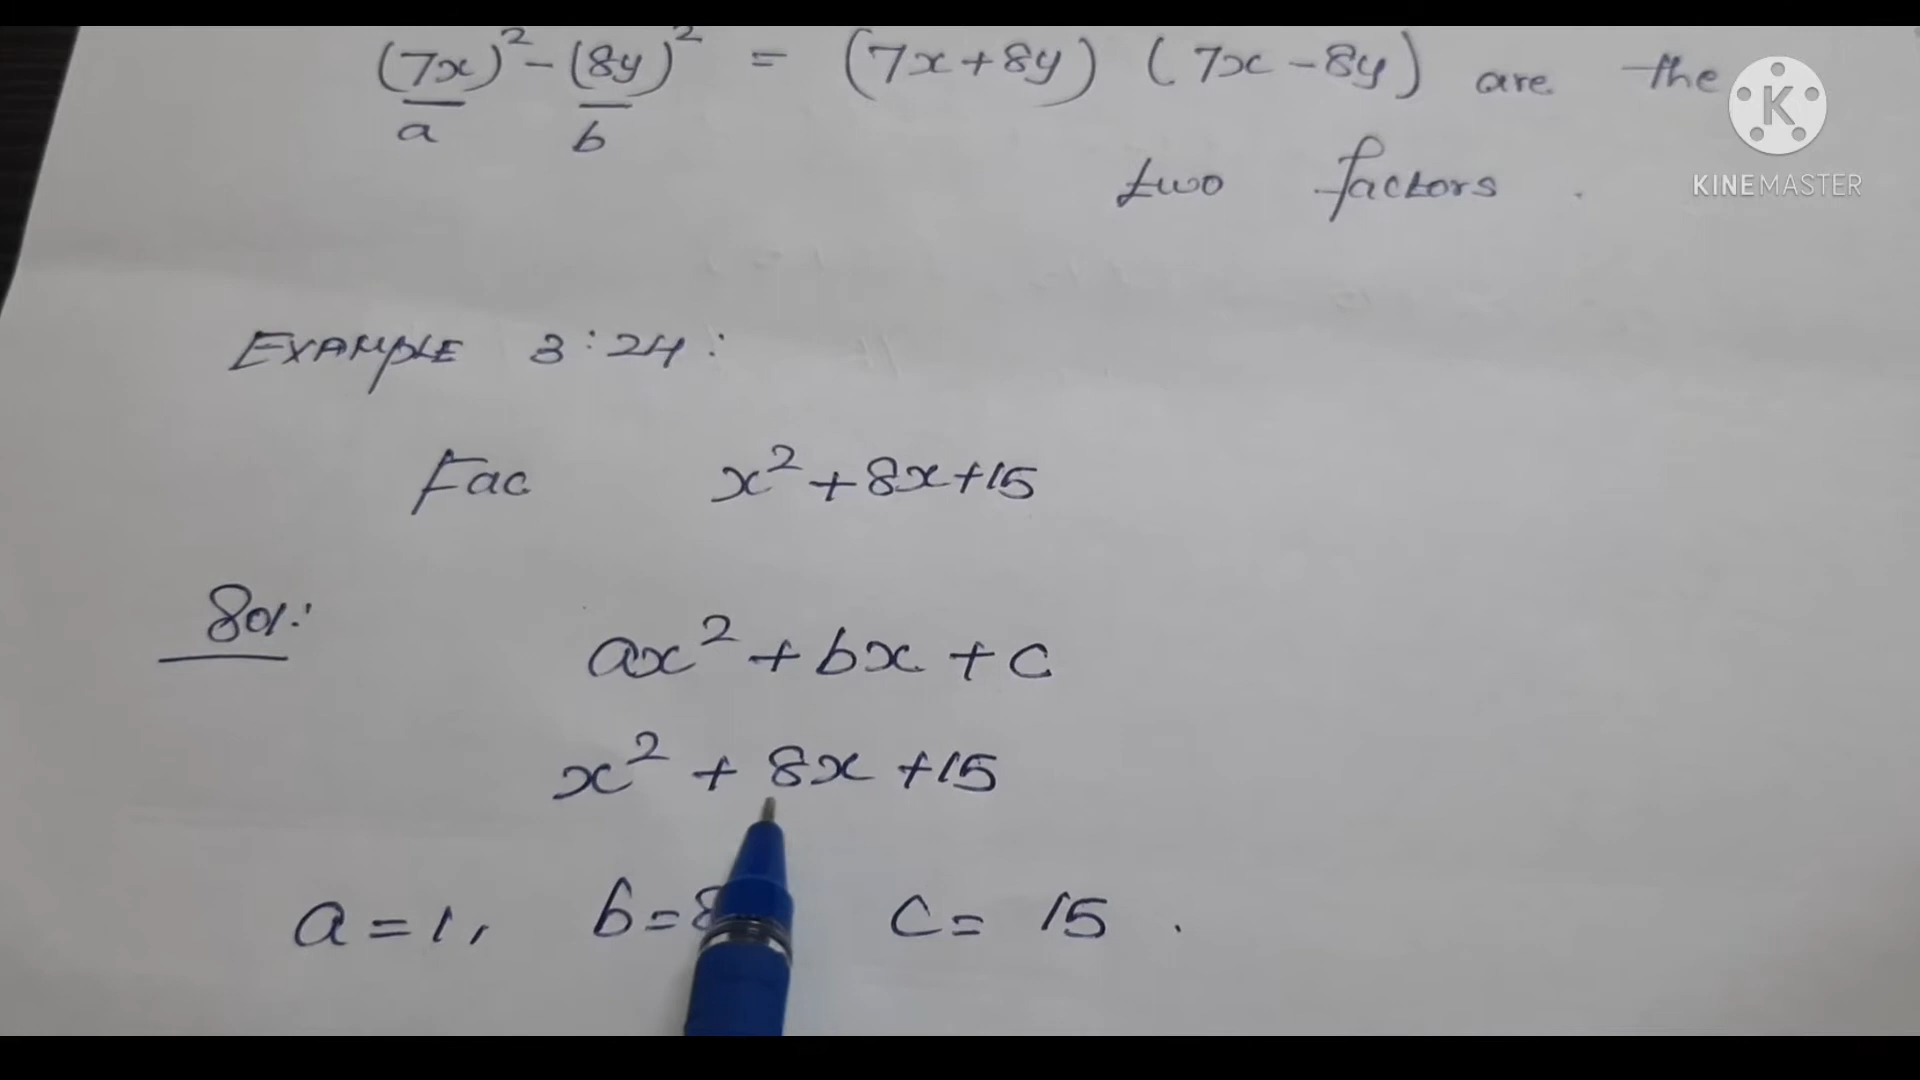 (7x)² - (8y)² = (7x+8y) (7x-8y) are the
a b
two factors.
KINEMASTER
EXAMPLE 3:24:
Fac x²+8x+15
Sol:
ax² + bx + c
x² + 8x +15
a=1, b=8 c= 15.